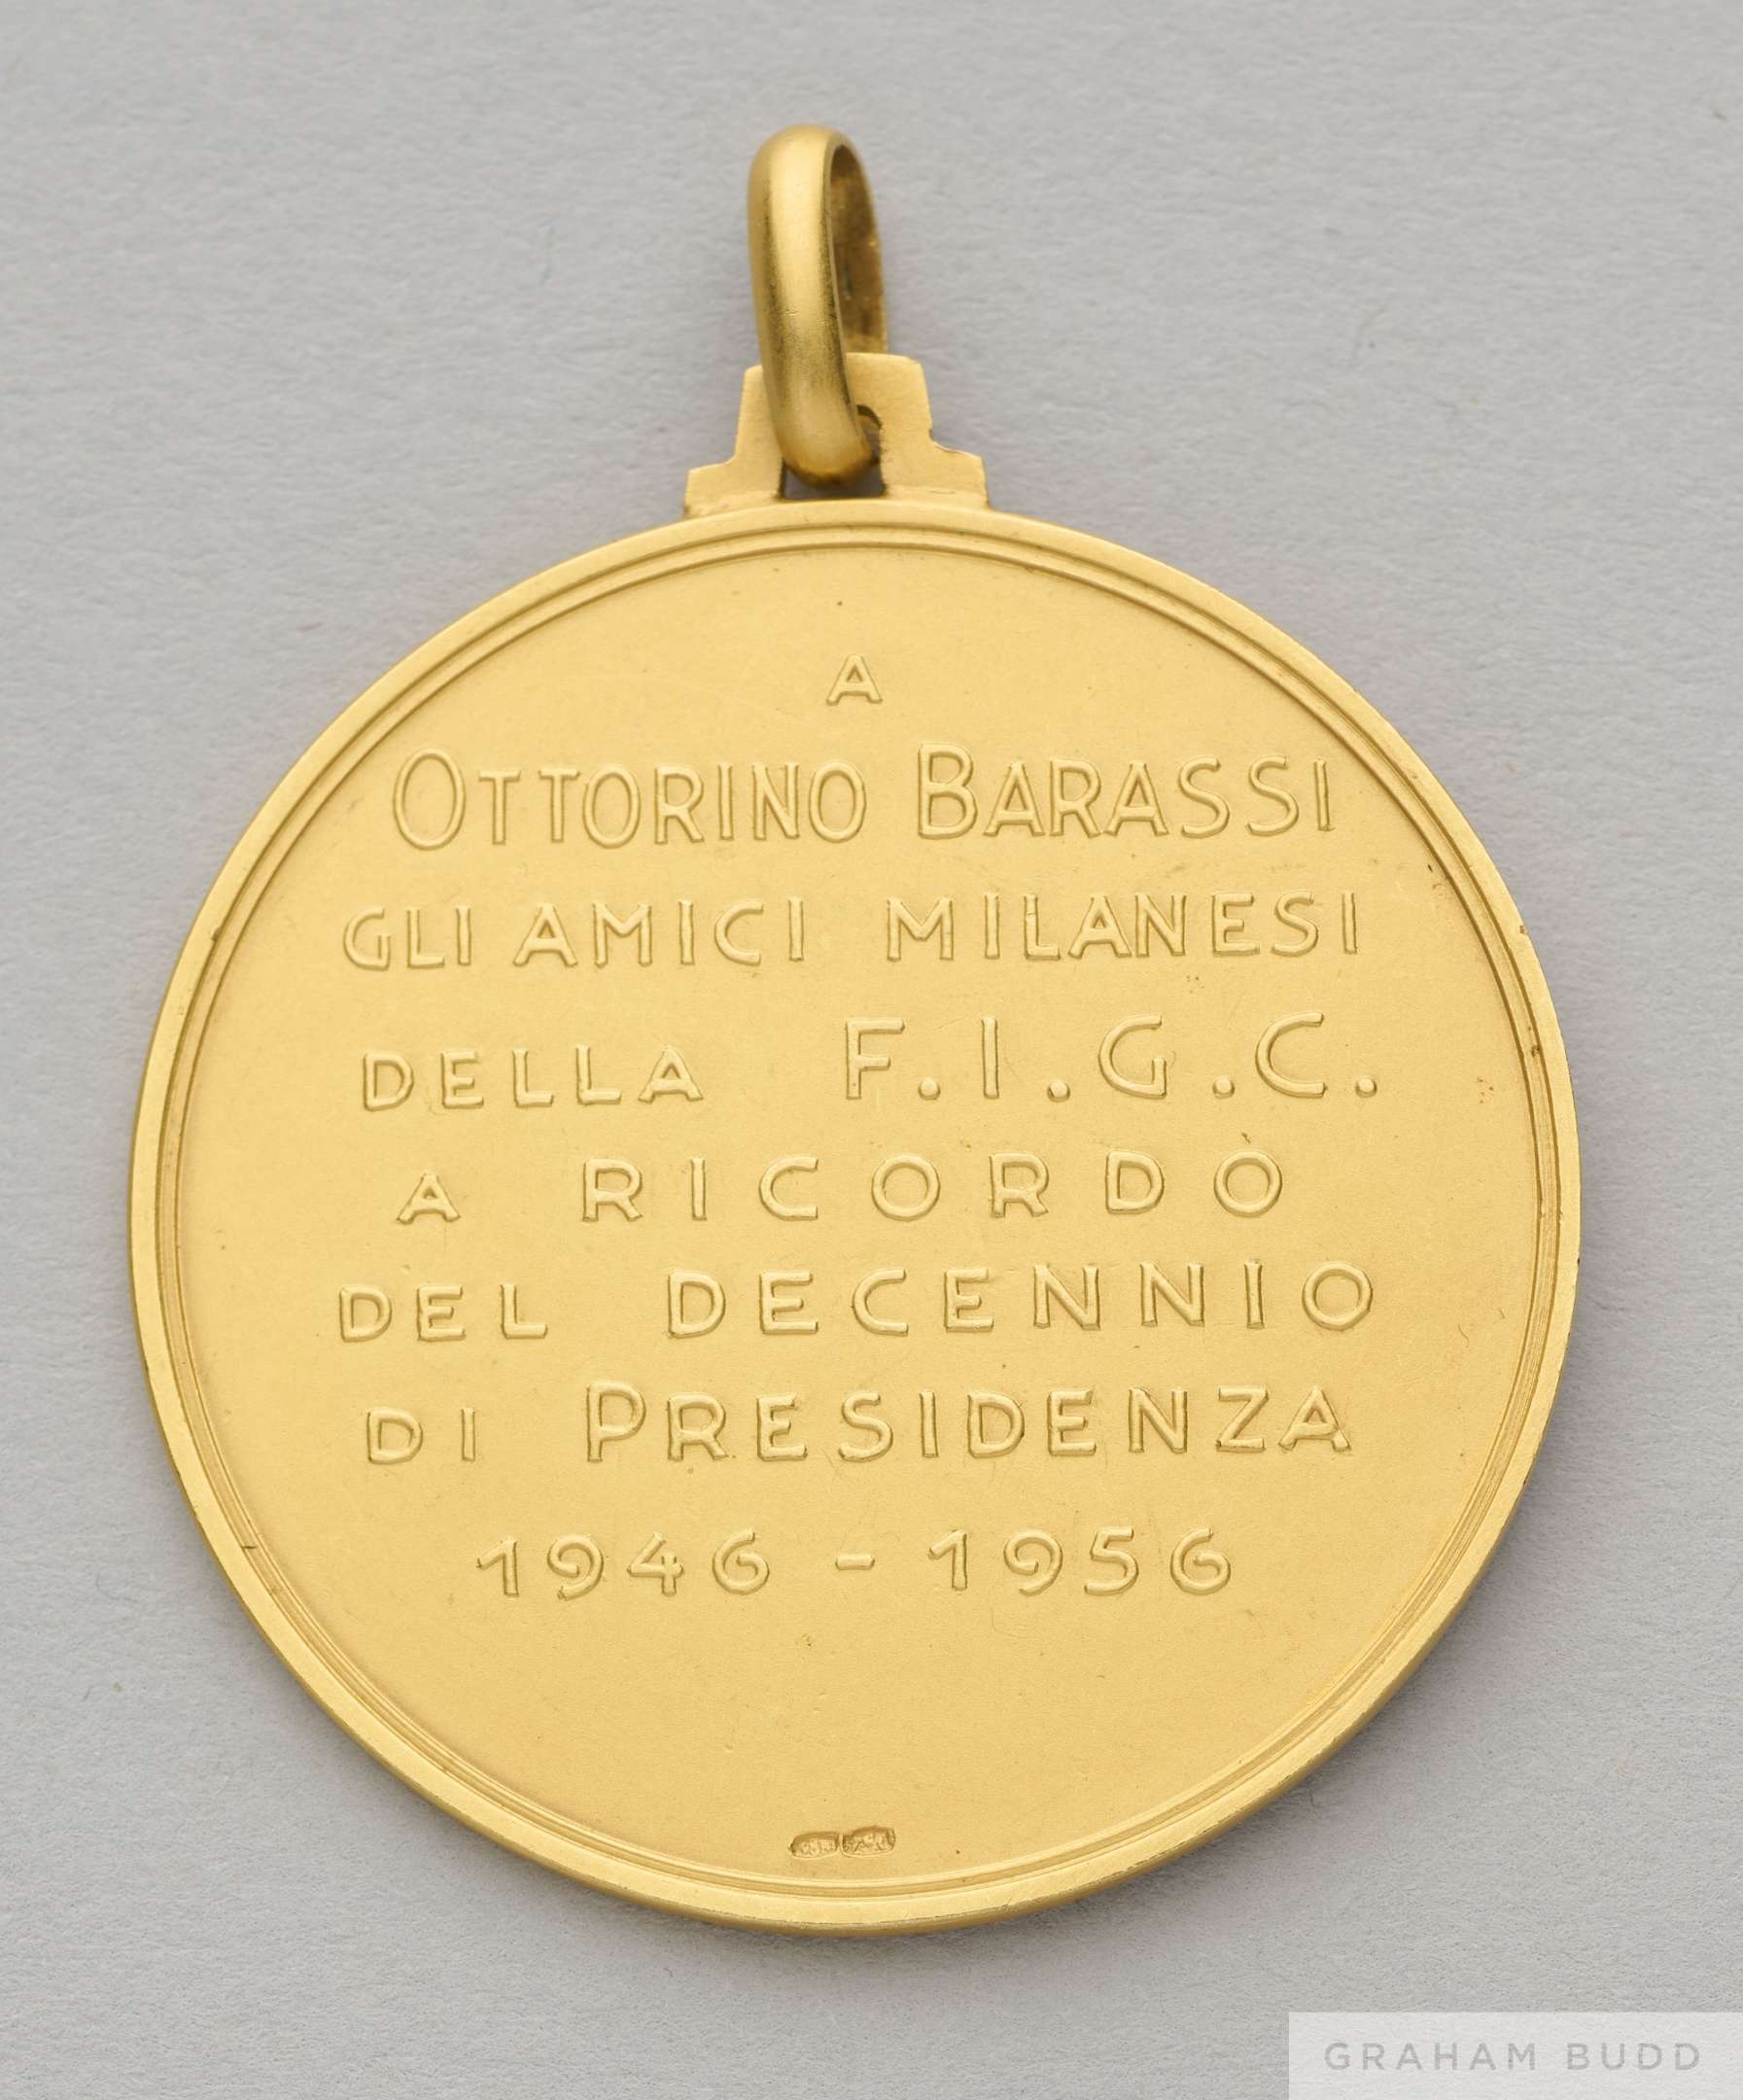 A
OTTORINO BARASSI
GLI AMICI MILANESI
DELLA F.I.G.C.
A RICORDO
DEL DECENNIO
DI PRESIDENZA
1946 - 1956
GRAHAM BUDD